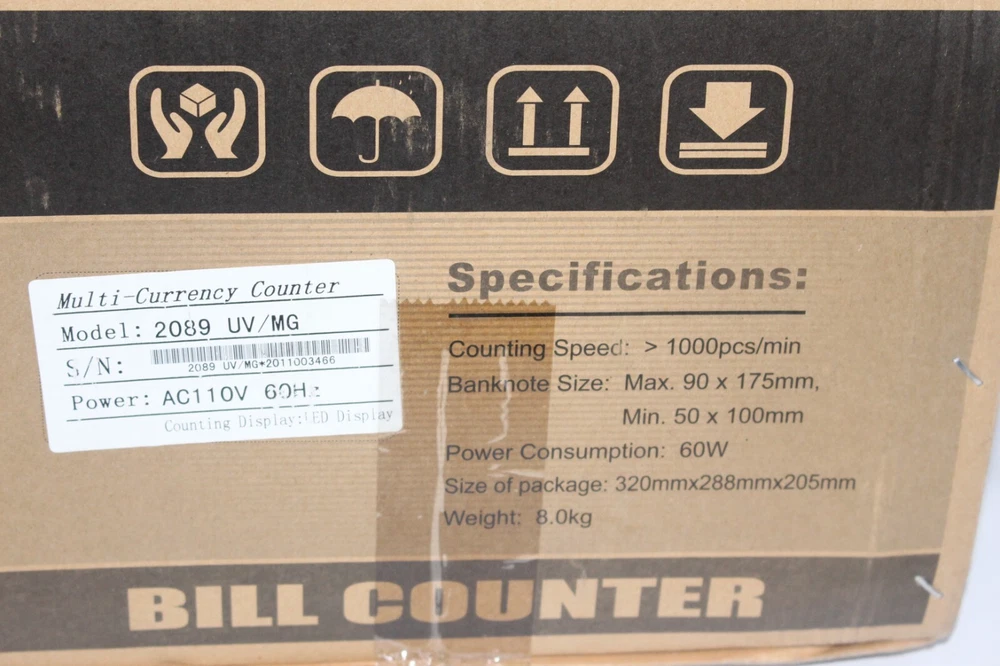 Multi-Currency Counter
Model: 2089 UV/MG
S/N:
2089 UV/MG*2011003466
Power: AC110V 60Hz
Counting Display:LED Display
Specifications:
Counting Speed: > 1000pcs/min
Banknote Size: Max. 90 x 175mm,
Min. 50 x 100mm
Power Consumption: 60W
Size of package: 320mmx288mmx205mm
Weight: 8.0kg
BILL COUNTER